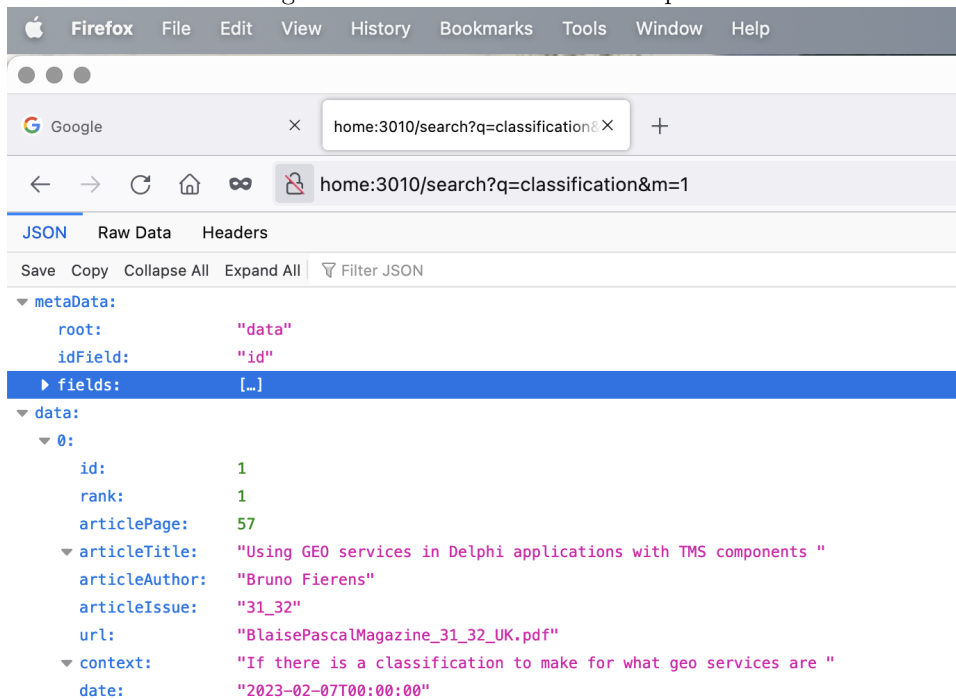 Firefox File Edit View History Bookmarks Tools Window Help
Google
home:3010/search?q=classification&
home:3010/search?q=classification&m=1
JSON Raw Data Headers
Save Copy Collapse All Expand All Filter JSON
metaData:
root: "data"
idField: "id"
fields: […]
data:
0:
id: 1
rank: 1
articlePage: 57
articleTitle: "Using GEO services in Delphi applications with TMS components "
articleAuthor: "Bruno Fierens"
articleIssue: "31_32"
url: "BlaisePascalMagazine_31_32_UK.pdf"
context: "If there is a classification to make for what geo services are "
date: "2023-02-07T00:00:00"